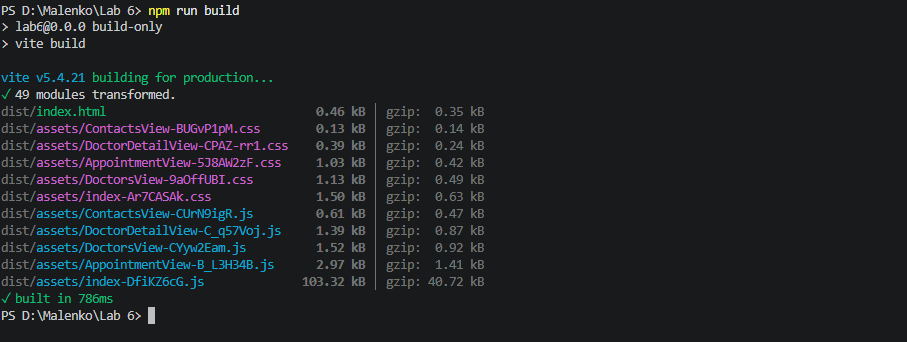 PS D:\Malenko\Lab 6> npm run build
> lab6@0.0.0 build-only
> vite build
vite v5.4.21 building for production...
✓ 49 modules transformed.
dist/index.html 0.46 kB │ gzip: 0.35 kB
dist/assets/ContactsView-BUGvP1pM.css 0.13 kB │ gzip: 0.14 kB
dist/assets/DoctorDetailView-CPAZ-rr1.css 0.39 kB │ gzip: 0.24 kB
dist/assets/AppointmentView-5J8AW2zF.css 1.03 kB │ gzip: 0.42 kB
dist/assets/DoctorsView-9aOffUBI.css 1.13 kB │ gzip: 0.49 kB
dist/assets/index-Ar7CASAk.css 1.50 kB │ gzip: 0.63 kB
dist/assets/ContactsView-CUrN9igR.js 0.61 kB │ gzip: 0.47 kB
dist/assets/DoctorDetailView-C_q57Voj.js 1.39 kB │ gzip: 0.87 kB
dist/assets/DoctorsView-CYyw2Eam.js 1.52 kB │ gzip: 0.92 kB
dist/assets/AppointmentView-B_L3H34B.js 2.97 kB │ gzip: 1.41 kB
dist/assets/index-DfiKZ6cG.js 103.32 kB │ gzip: 40.72 kB
✓ built in 786ms
PS D:\Malenko\Lab 6>